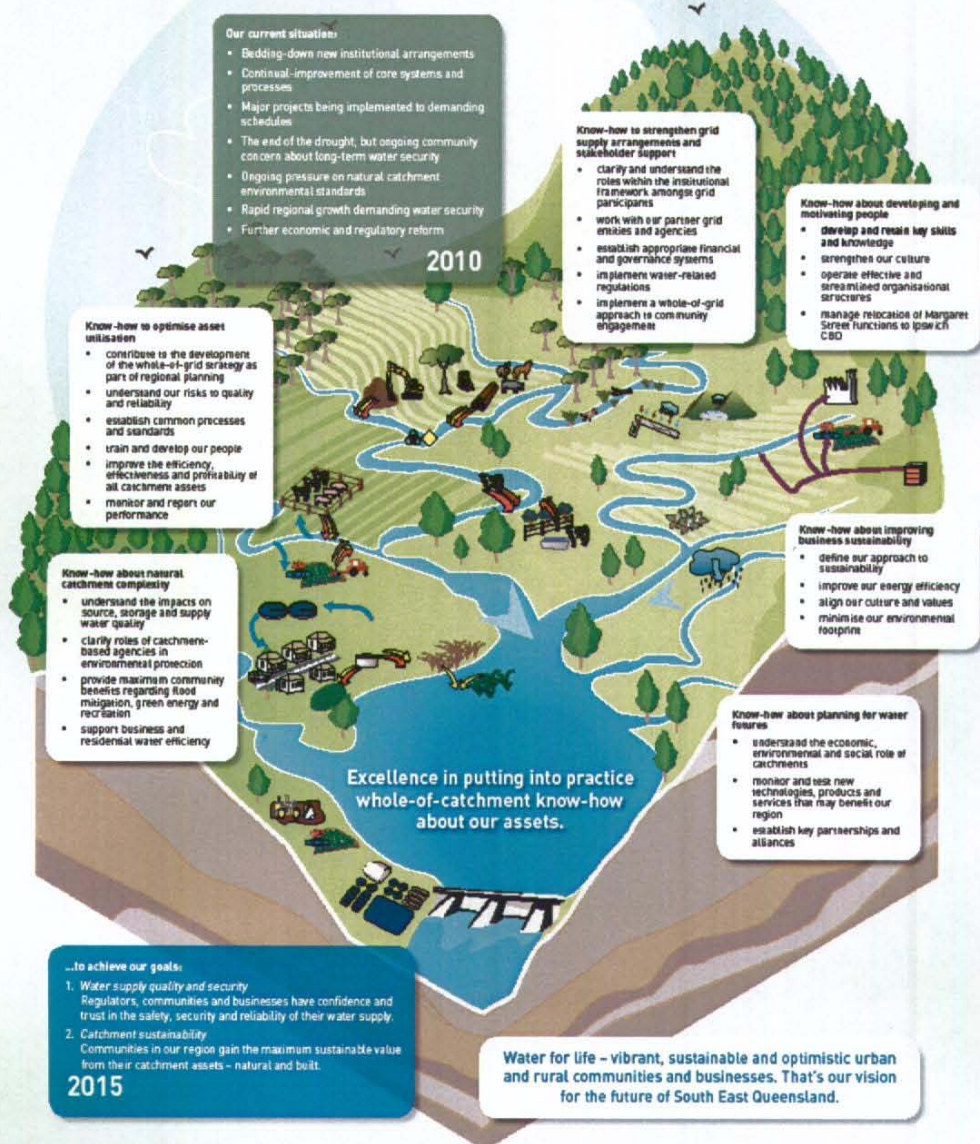 Our current situation:
• Bedding-down new institutional arrangements
• Continual-improvement of core systems and
processes
• Major projects being implemented to demanding
schedules
• The end of the drought, but ongoing community
concern about long-term water security
• Ongoing pressure on natural catchment
environmental standards
• Rapid regional growth demanding water security
• Further economic and regulatory reform
2010
Know-how to strengthen grid
supply arrangements and
stakeholder support
• clarify and understand the
roles within the institutional
framework amongst grid
participants
• work with our partner grid
entities and agencies
• establish appropriate financial
and governance systems
• implement water-related
regulations
• implement a whole-of-grid
approach to community
engagement
Know-how about developing and
motivating people
• develop and retain key skills
and knowledge
• strengthen our culture
• operate effective and
streamlined organisational
structures
• manage relocation of Margaret
Street functions to Ipswich
CBD
Know-how to optimise asset
utilisation
• contribute to the development
of the whole-of-grid strategy as
part of regional planning
• understand our risks to quality
and reliability
• establish common processes
and standards
• train and develop our people
• improve the efficiency,
effectiveness and profitability of
all catchment assets
• monitor and report our
performance
Know-how about improving
business sustainability
• define our approach to
sustainability
• improve our energy efficiency
• align our culture and values
• minimise our environmental
footprint
Know-how about natural
catchment complexity
• understand the impacts on
source, storage and supply
water quality
• clarify roles of catchment-
based agencies in
environmental protection
• provide maximum community
benefits regarding flood
mitigation, green energy and
recreation
• support business and
residential water efficiency
Know-how about planning for water
futures
• understand the economic,
environmental and social role of
catchments
• monitor and test new
technologies, products and
services that may benefit our
region
• establish key partnerships and
alliances
Excellence in putting into practice
whole-of-catchment know-how
about our assets.
...to achieve our goals:
1. Water supply quality and security
Regulators, communities and businesses have confidence and
trust in the safety, security and reliability of their water supply.
2. Catchment sustainability
Communities in our region gain the maximum sustainable value
from their catchment assets – natural and built.
2015
Water for life – vibrant, sustainable and optimistic urban
and rural communities and businesses. That's our vision
for the future of South East Queensland.